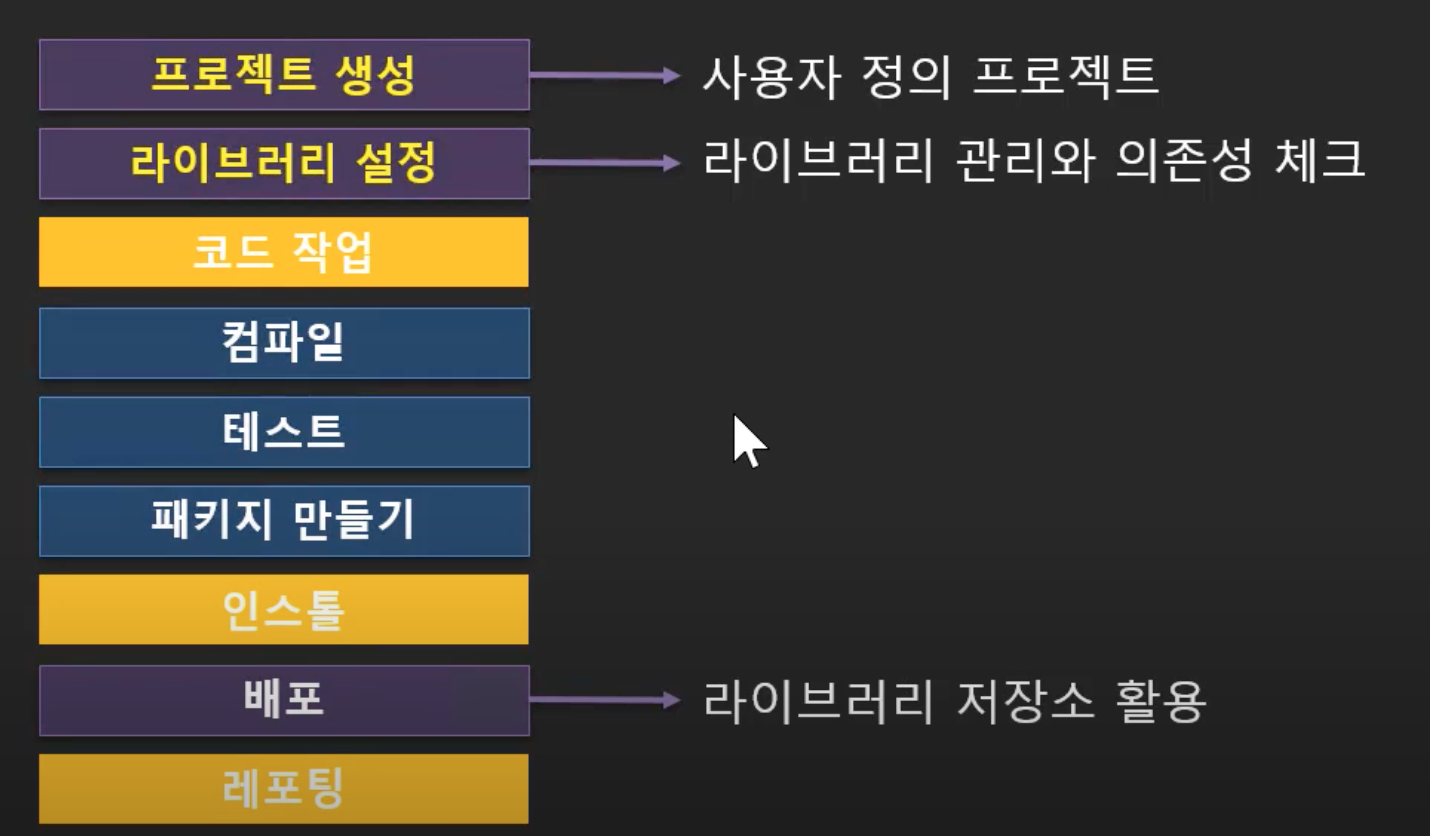 프로젝트 생성 사용자 정의 프로젝트
라이브러리 설정 라이브러리 관리와 의존성 체크
코드 작업
컴파일
테스트
패키지 만들기
인스톨
배포 라이브러리 저장소 활용
레포팅